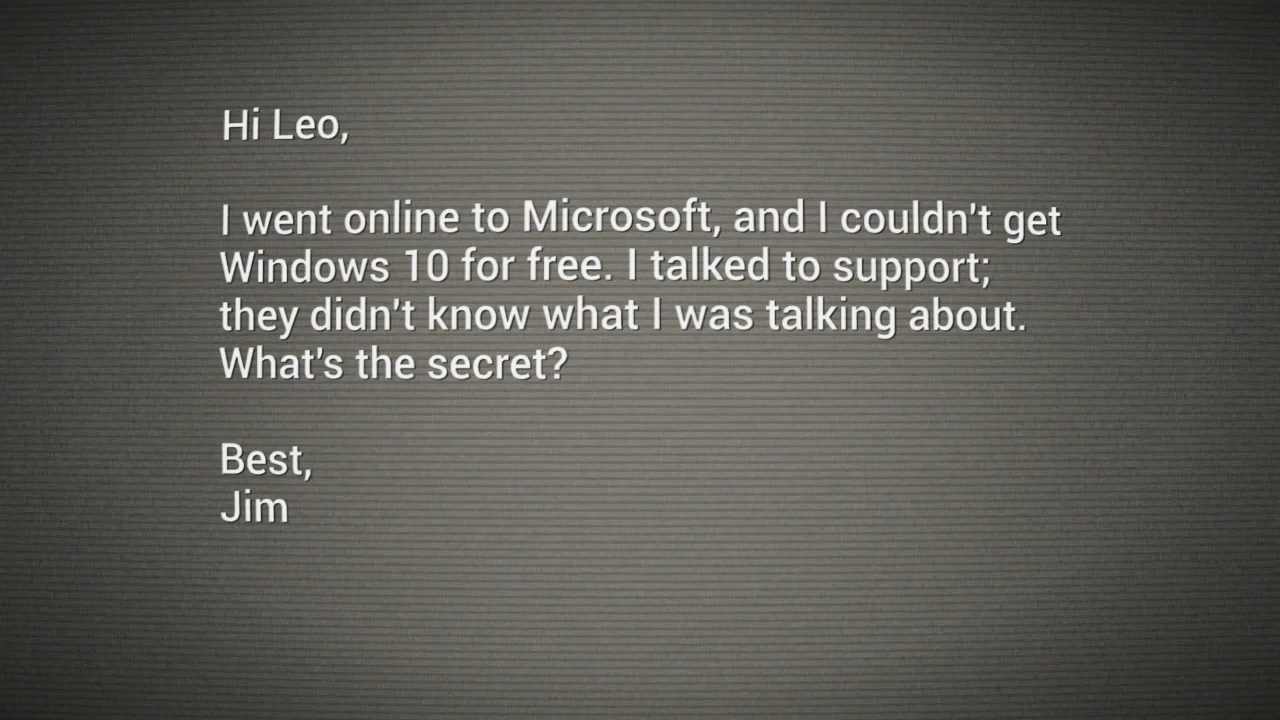 Hi Leo,
I went online to Microsoft, and I couldn't get
Windows 10 for free. I talked to support;
they didn't know what I was talking about.
What's the secret?
Best,
Jim